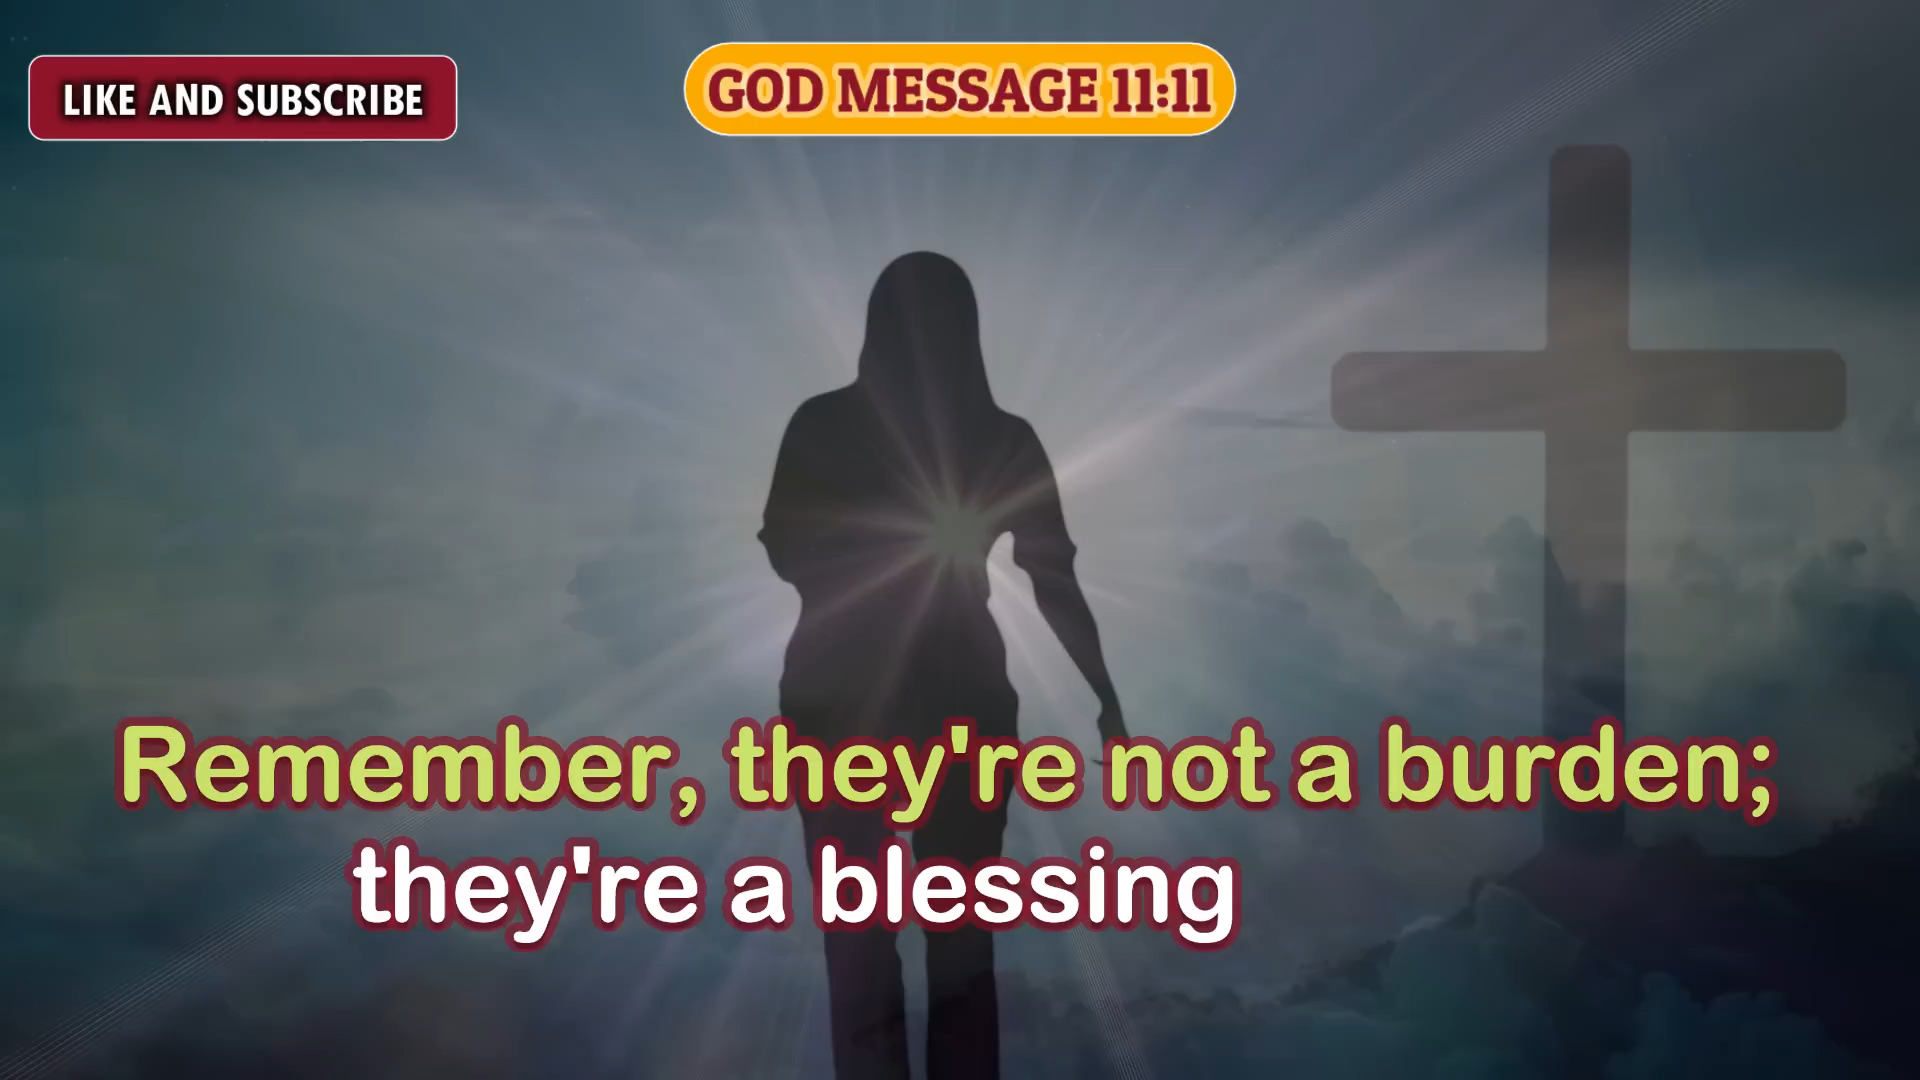 LIKE AND SUBSCRIBE
GOD MESSAGE 11:11
Remember, they're not a burden;
they're a blessing